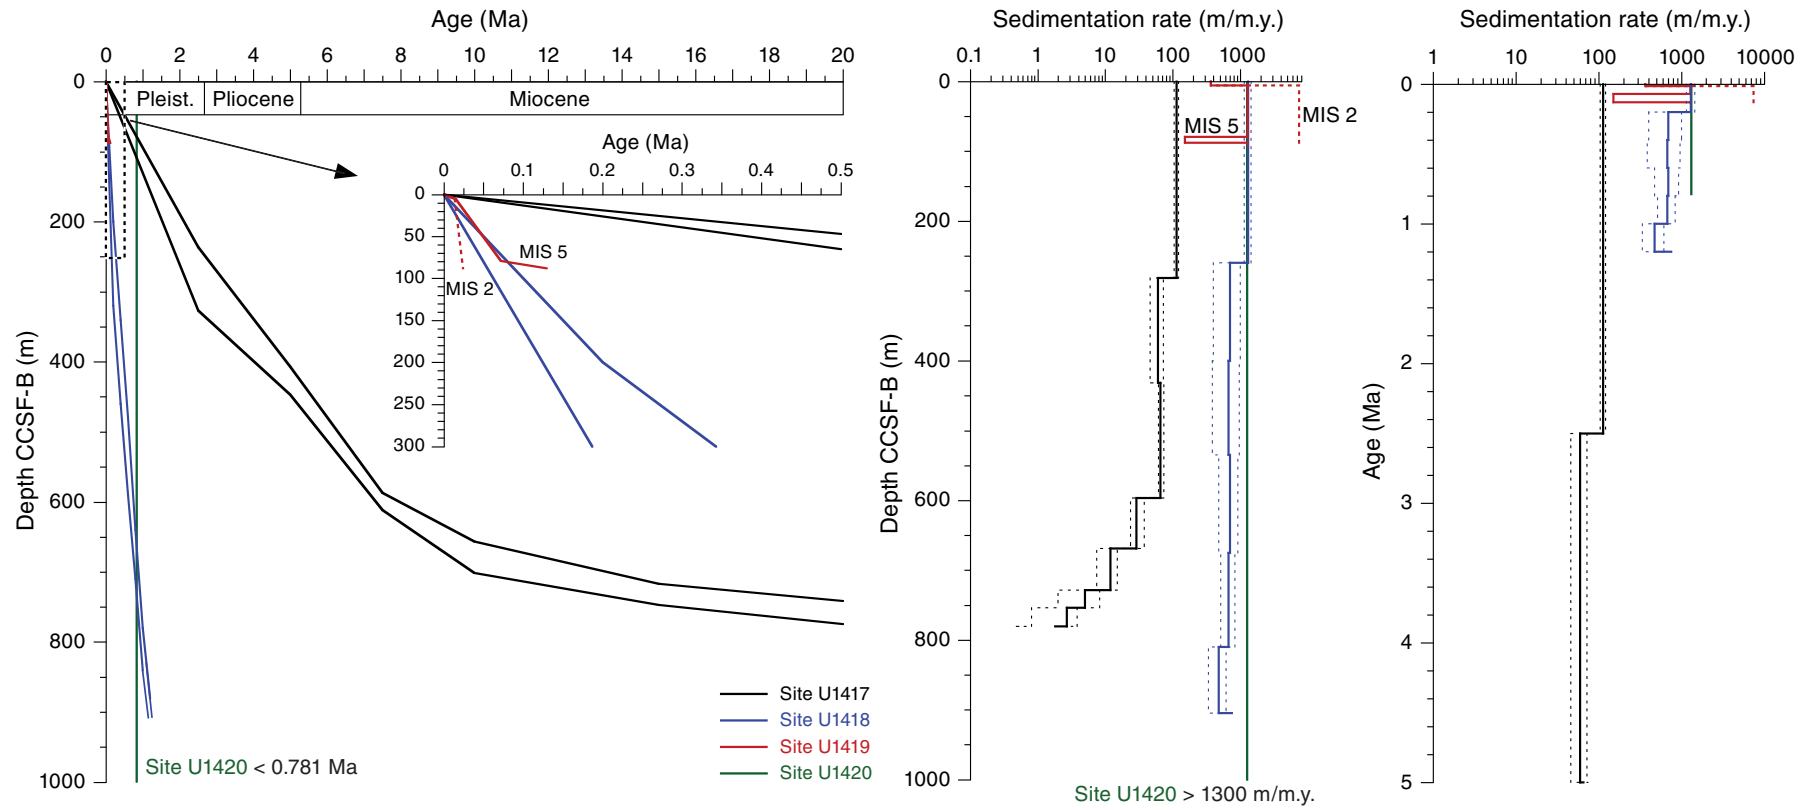 Age (Ma)
0 2 4 6 8 10 12 14 16 18 20
Pleist. Pliocene Miocene
Depth CCSF-B (m)
0
200
400
600
800
1000
Age (Ma)
0 0.1 0.2 0.3 0.4 0.5
0
50
100
150
200
250
300
MIS 5
MIS 2
Site U1417
Site U1418
Site U1419
Site U1420
Site U1420 < 0.781 Ma
Sedimentation rate (m/m.y.)
0.1 1 10 100 1000
Depth CCSF-B (m)
0
200
400
600
800
1000
MIS 5
MIS 2
Site U1420 > 1300 m/m.y.
Sedimentation rate (m/m.y.)
1 10 100 1000 10000
Age (Ma)
0
1
2
3
4
5